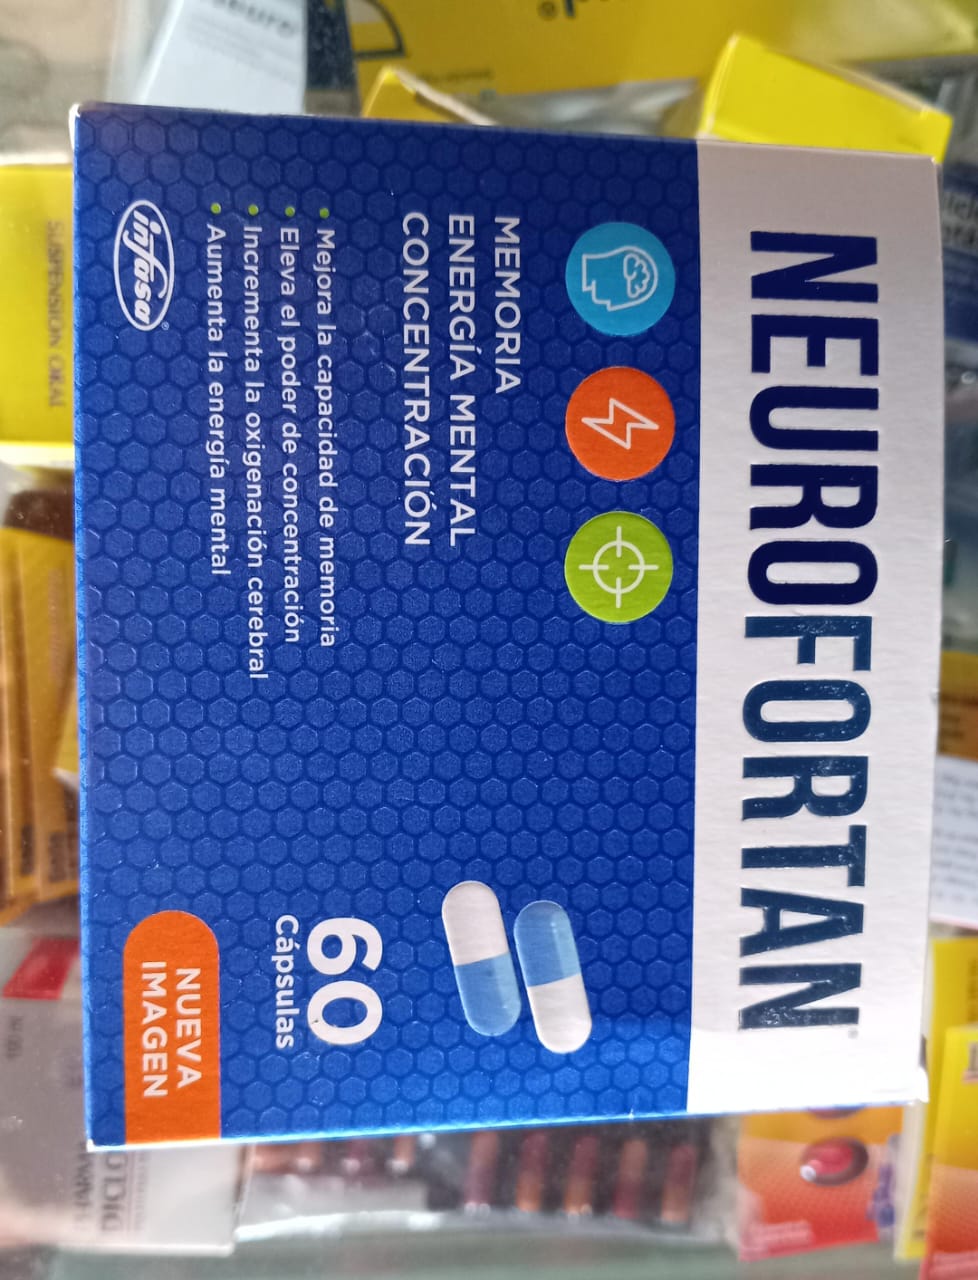 NEUROFORTAN
MEMORIA
ENERGÍA MENTAL
CONCENTRACIÓN
• Mejora la capacidad de memoria
• Eleva el poder de concentración
• Incrementa la oxigenación cerebral
• Aumenta la energía mental
infasa®
60
Cápsulas
NUEVA
IMAGEN
SUSPENSION ORAL